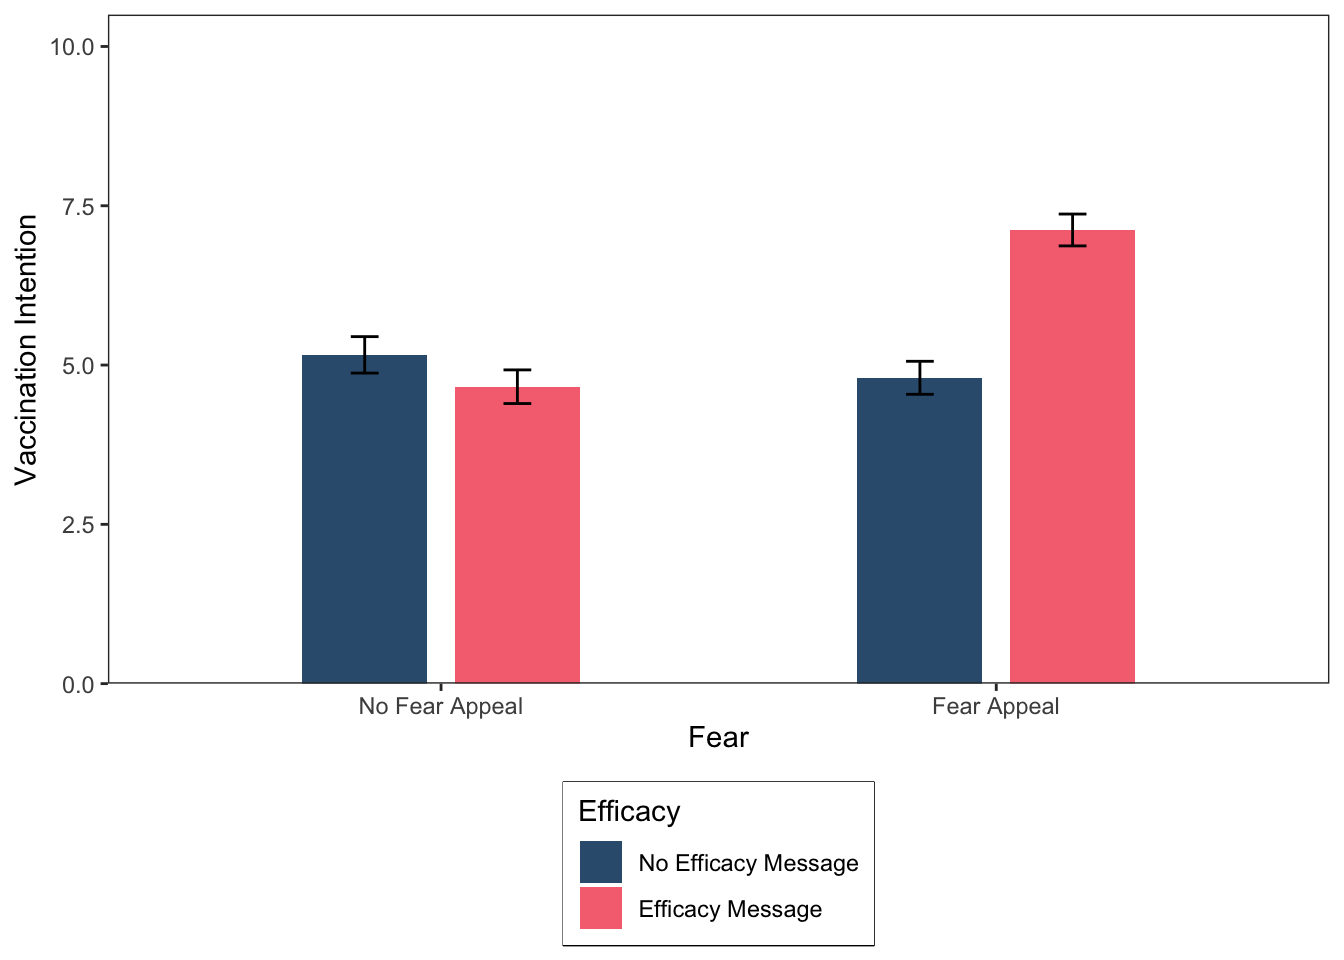 10.0
7.5
5.0
2.5
0.0
Vaccination Intention
No Fear Appeal
Fear Appeal
Fear
Efficacy
No Efficacy Message
Efficacy Message